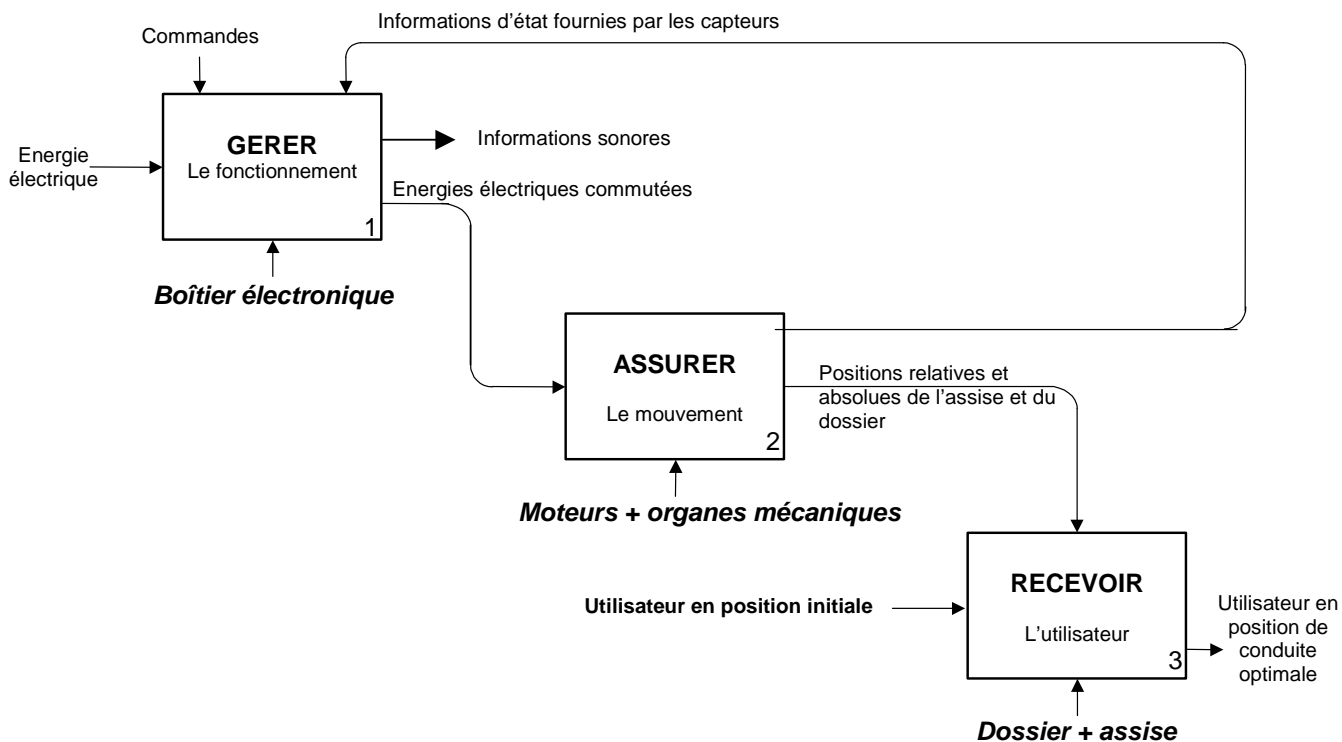 Informations d'état fournies par les capteurs
Commandes
GERER
Le fonctionnement
1
Energie
électrique
Informations sonores
Energies électriques commutées
Boîtier électronique
ASSURER
Le mouvement
2
Positions relatives et
absolues de l'assise et du
dossier
Moteurs + organes mécaniques
RECEVOIR
L'utilisateur
3
Utilisateur en position initiale
Utilisateur en
position de
conduite
optimale
Dossier + assise